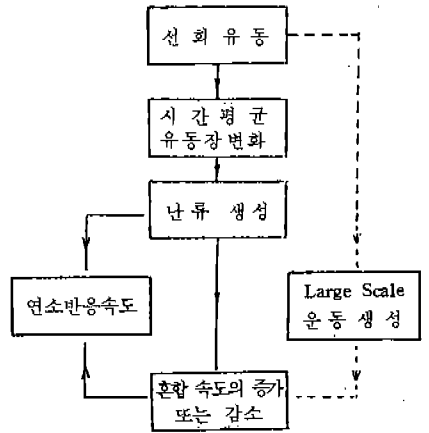 선 회 유 동
시 간 평 균
유 동 장 변 화
난 류 생 성
연소반응속도
Large Scale
운 동 생 성
혼합 속도의 증가
또는 감소